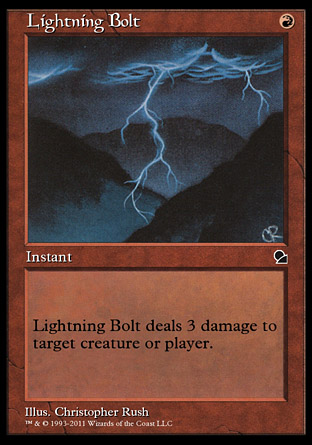 Lightning Bolt
Instant
Lightning Bolt deals 3 damage to
target creature or player.
Illus. Christopher Rush
™ & © 1993-2011 Wizards of the Coast LLC